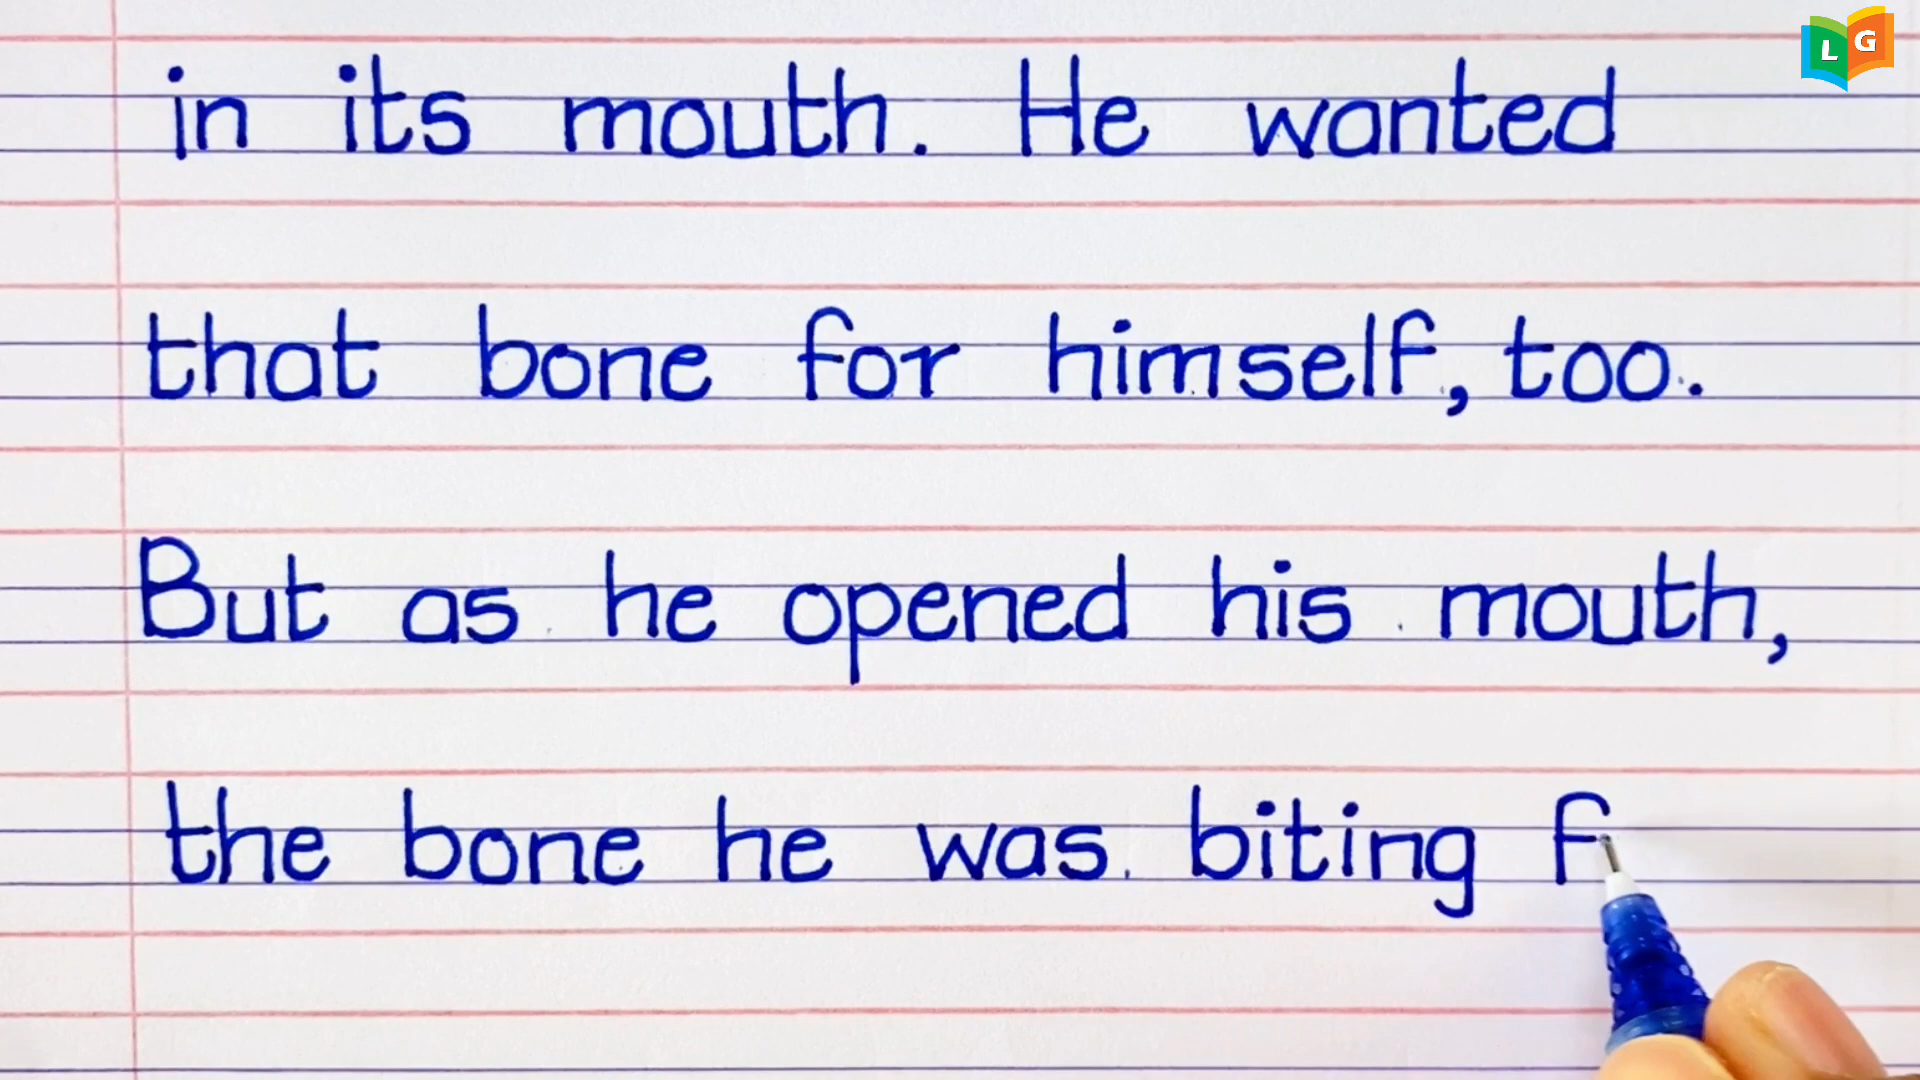 LG
in its mouth. He wanted
that bone for himself, too.
But as he opened his mouth,
the bone he was biting f